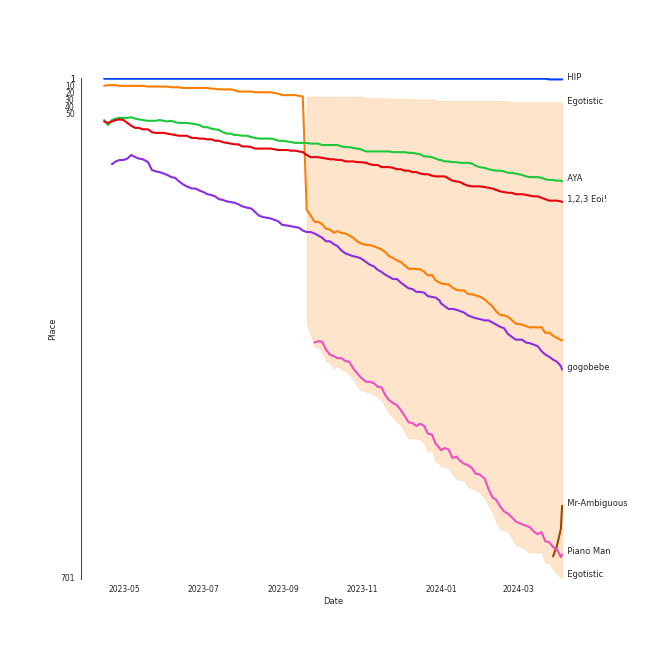 1
10
20
30
40
50
701
Place
HIP
Egotistic
AYA
1,2,3 Eoi!
gogobebe
Mr-Ambiguous
Piano Man
Egotistic
2023-05 2023-07 2023-09 2023-11 2024-01 2024-03
Date